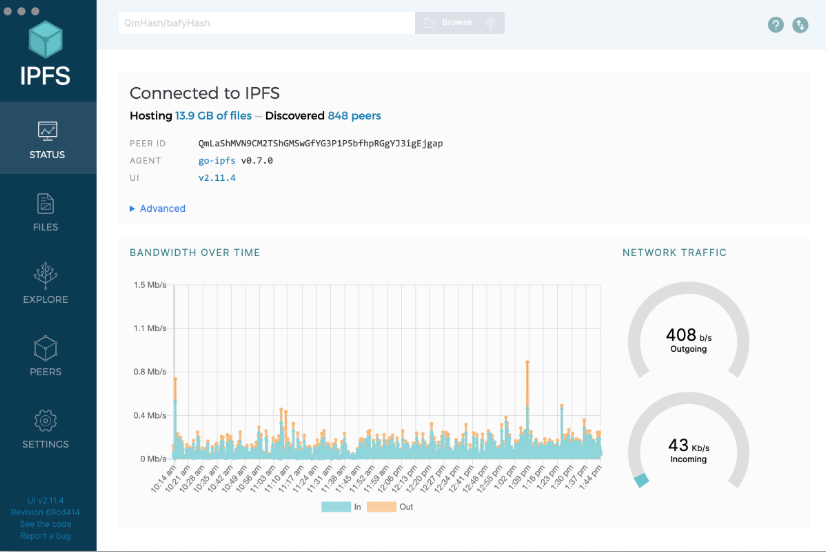 IPFS
STATUS
FILES
EXPLORE
PEERS
SETTINGS
UI v2.11.4
Revision 69cd414
See the code
Report a bug
QmHash/bafyHash
Browse
Connected to IPFS
Hosting 13.9 GB of files — Discovered 848 peers
PEER ID QmLaShMVN9CM2TShGMSwGfYG3P1P5bfhpRGgYJ3igEjgap
AGENT go-ipfs v0.7.0
UI v2.11.4
Advanced
BANDWIDTH OVER TIME
1.5 Mb/s
1.1 Mb/s
0.8 Mb/s
0.4 Mb/s
0 Mb/s
10:14 am 10:21 am 10:28 am 10:35 am 10:42 am 10:49 am 10:56 am 11:03 am 11:10 am 11:17 am 11:24 am 11:31 am 11:38 am 11:45 am 11:52 am 11:59 am 12:06 pm 12:13 pm 12:20 pm 12:27 pm 12:34 pm 12:41 pm 12:48 pm 12:55 pm 1:02 pm 1:09 pm 1:16 pm 1:23 pm 1:30 pm 1:37 pm 1:44 pm
In Out
NETWORK TRAFFIC
408 b/s
Outgoing
43 Kb/s
Incoming